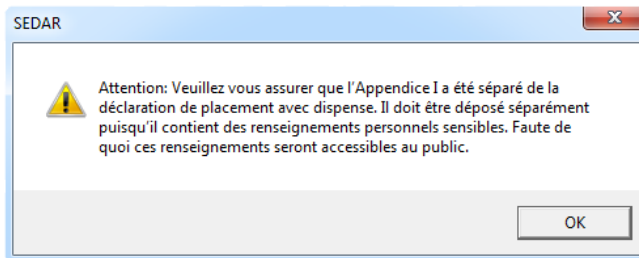 SEDAR
Attention: Veuillez vous assurer que l'Appendice I a été séparé de la
déclaration de placement avec dispense. Il doit être déposé séparément
puisqu'il contient des renseignements personnels sensibles. Faute de
quoi ces renseignements seront accessibles au public.
OK